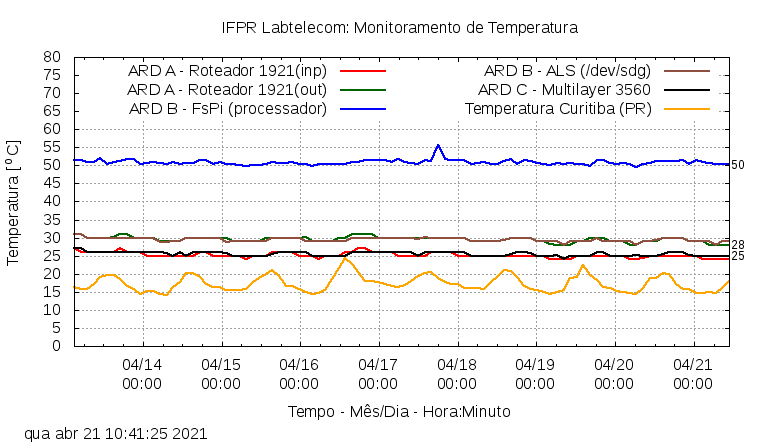 IFPR Labtelecom: Monitoramento de Temperatura
Temperatura [ºC]
80
75
70
65
60
55
50
45
40
35
30
25
20
15
10
5
0
ARD A - Roteador 1921(inp)
ARD A - Roteador 1921(out)
ARD B - FsPi (processador)
ARD B - ALS (/dev/sdg)
ARD C - Multilayer 3560
Temperatura Curitiba (PR)
50
28
25
04/14 04/15 04/16 04/17 04/18 04/19 04/20 04/21
00:00 00:00 00:00 00:00 00:00 00:00 00:00 00:00
Tempo - Mês/Dia - Hora:Minuto
qua abr 21 10:41:25 2021